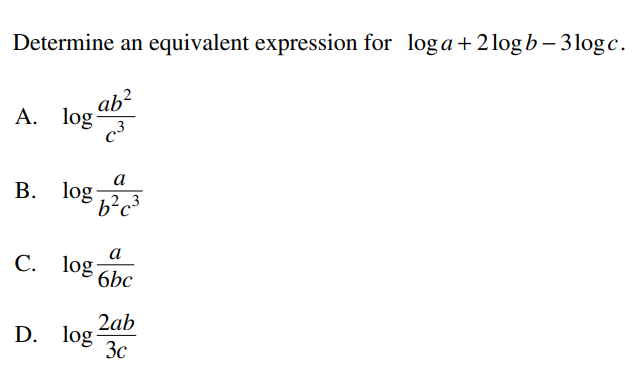 Determine an equivalent expression for log a + 2 log b – 3 log c.
A. log ab²/c³
B. log a/b²c³
C. log a/6bc
D. log 2ab/3c